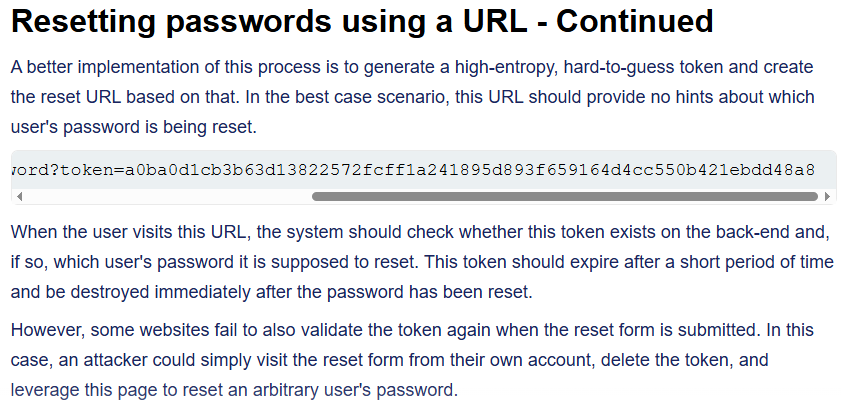 Resetting passwords using a URL - Continued
A better implementation of this process is to generate a high-entropy, hard-to-guess token and create
the reset URL based on that. In the best case scenario, this URL should provide no hints about which
user's password is being reset.
ord?token=a0ba0d1cb3b63d13822572fcff1a241895d893f659164d4cc550b421ebdd48a8
When the user visits this URL, the system should check whether this token exists on the back-end and,
if so, which user's password it is supposed to reset. This token should expire after a short period of time
and be destroyed immediately after the password has been reset.
However, some websites fail to also validate the token again when the reset form is submitted. In this
case, an attacker could simply visit the reset form from their own account, delete the token, and
leverage this page to reset an arbitrary user's password.